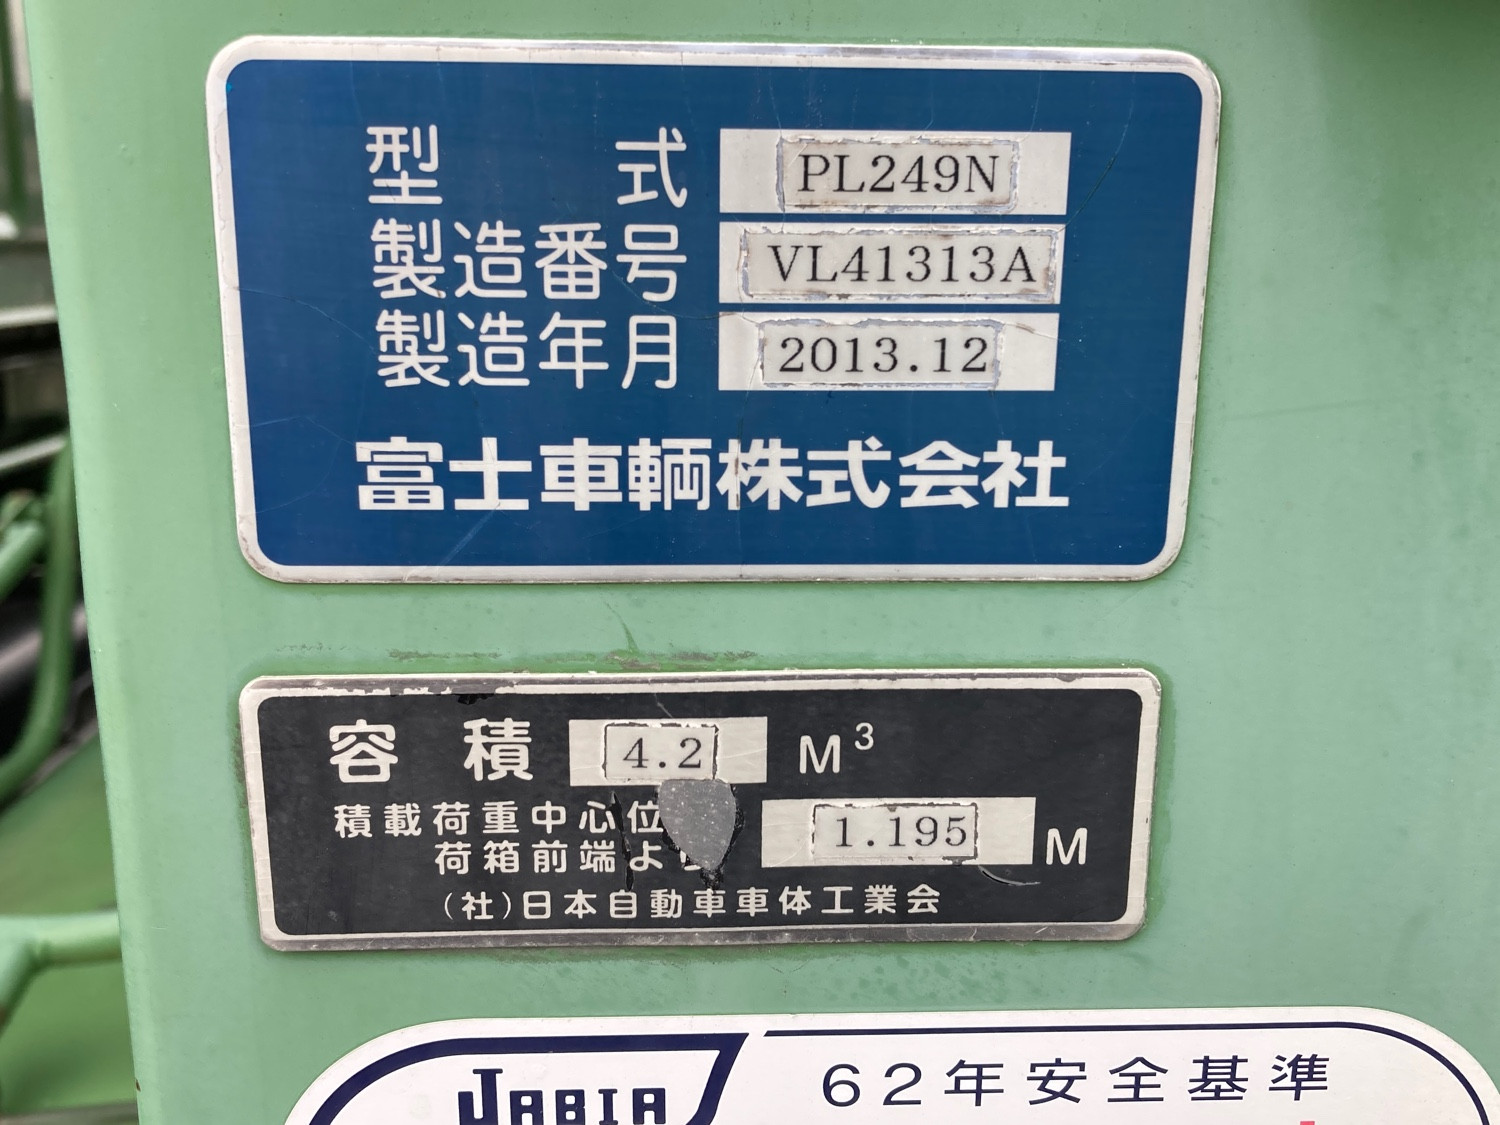 型式 PL249N
製造番号 VL41313A
製造年月 2013.12
富士車輌株式会社
容積 4.2 M³
積載荷重中心位 1.195 M
荷箱前端より
(社)日本自動車車体工業会
JABIA 62年安全基準